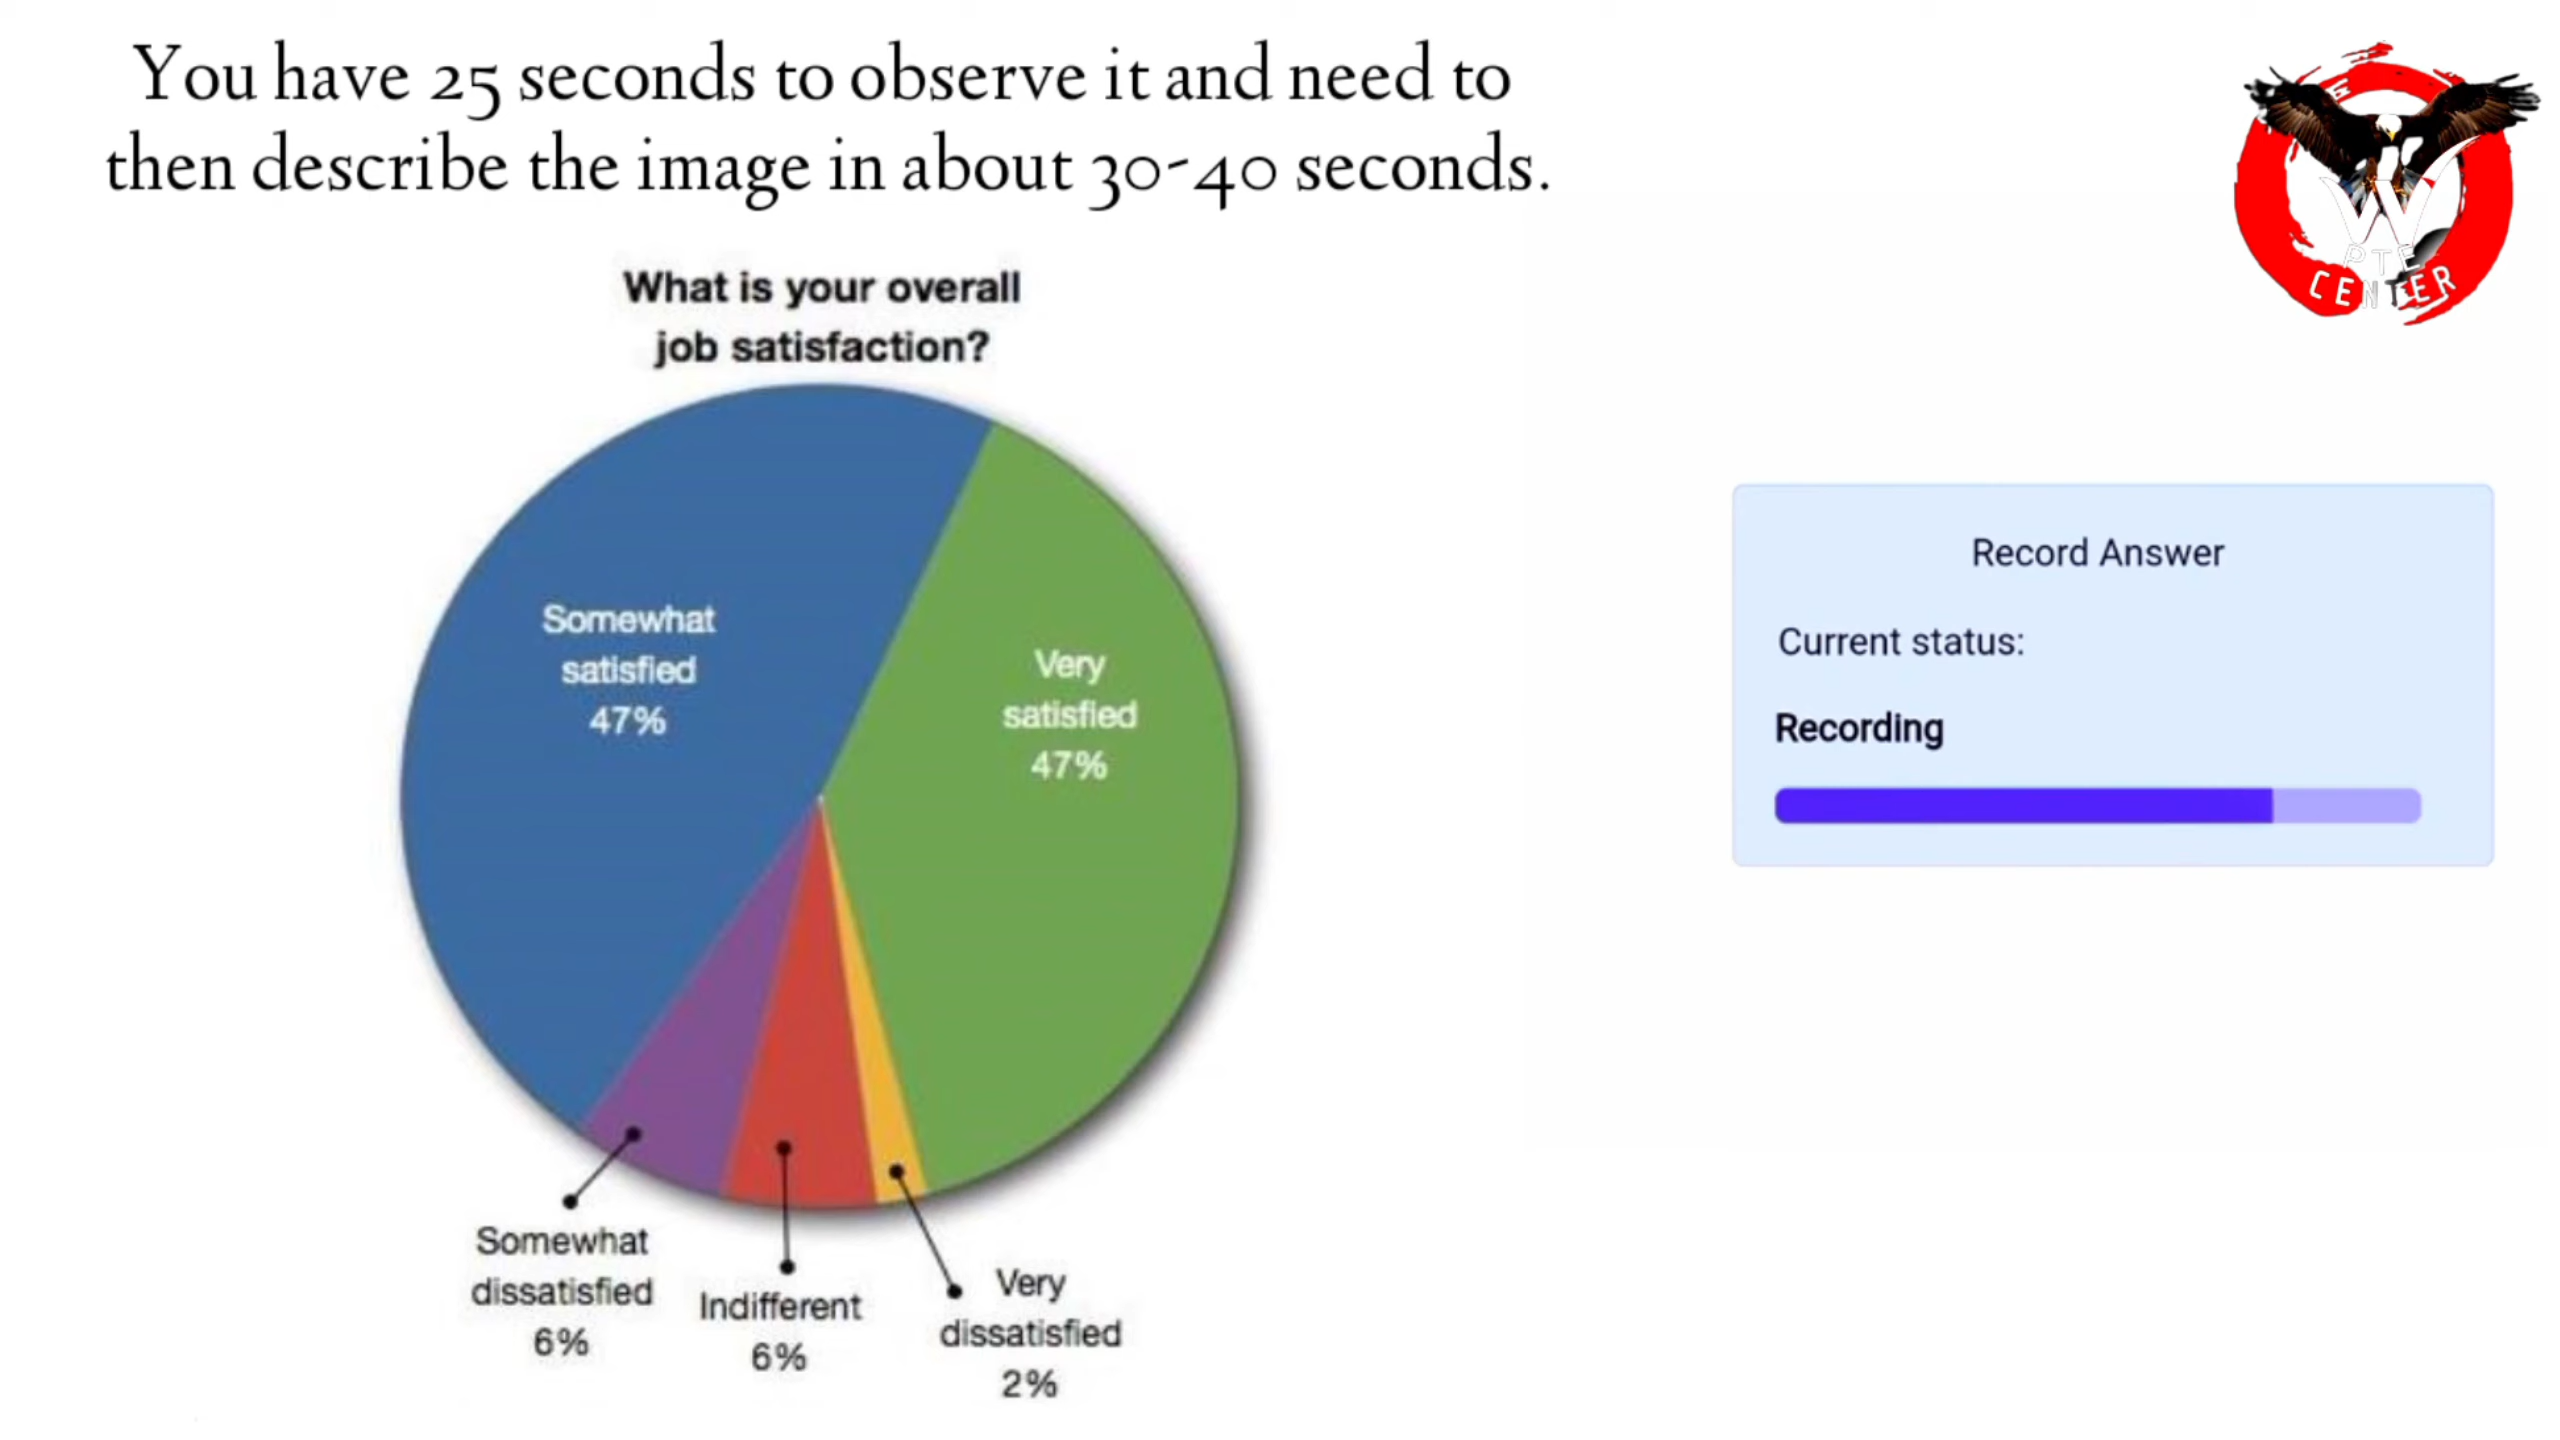 You have 25 seconds to observe it and need to
then describe the image in about 30-40 seconds.
What is your overall
job satisfaction?
Somewhat
satisfied
47%
Very
satisfied
47%
Somewhat
dissatisfied
6%
Indifferent
6%
Very
dissatisfied
2%
Record Answer
Current status:
Recording
W
PTE
CENTER